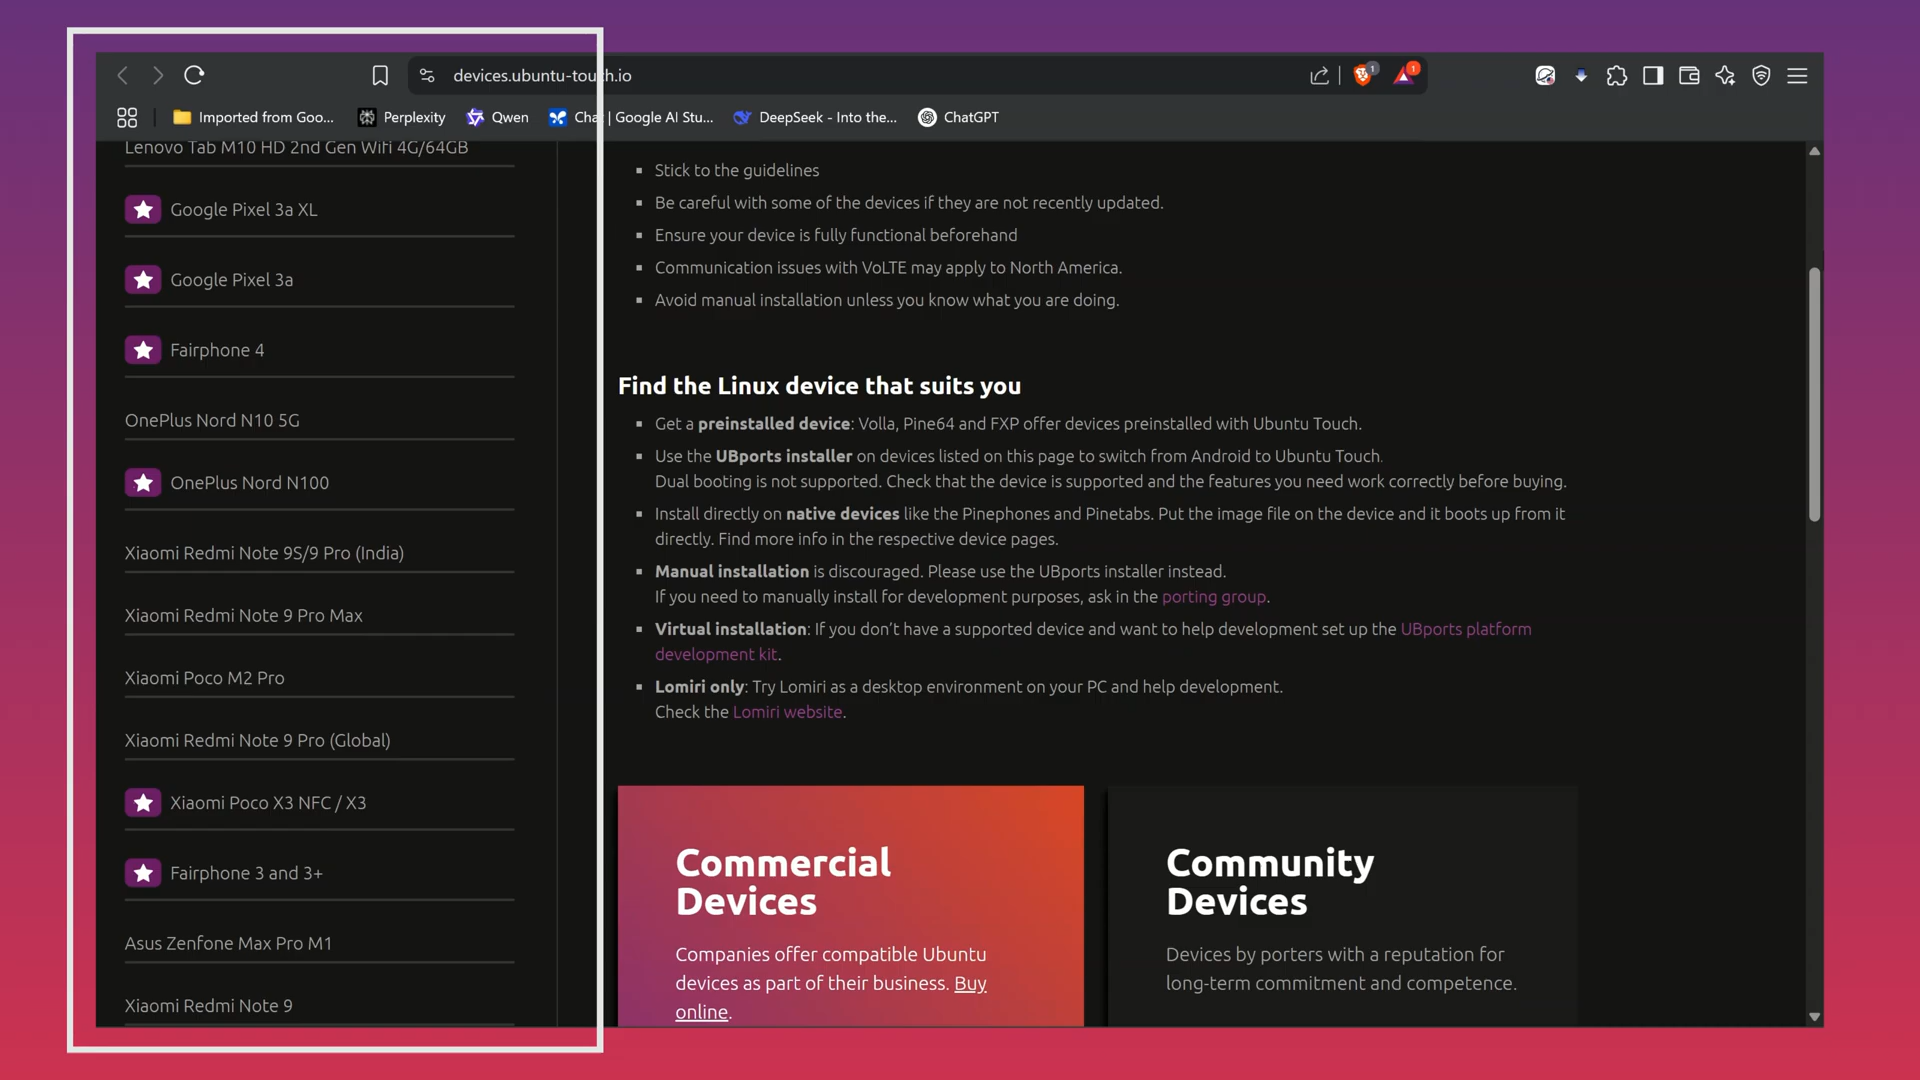 devices.ubuntu-touch.io
1
1
Imported from Goo...
Perplexity
Qwen
Chat | Google AI Stu...
DeepSeek - Into the...
ChatGPT
Lenovo Tab M10 HD 2nd Gen Wifi 4G/64GB
Google Pixel 3a XL
Google Pixel 3a
Fairphone 4
OnePlus Nord N10 5G
OnePlus Nord N100
Xiaomi Redmi Note 9S/9 Pro (India)
Xiaomi Redmi Note 9 Pro Max
Xiaomi Poco M2 Pro
Xiaomi Redmi Note 9 Pro (Global)
Xiaomi Poco X3 NFC / X3
Fairphone 3 and 3+
Asus Zenfone Max Pro M1
Xiaomi Redmi Note 9
Stick to the guidelines
Be careful with some of the devices if they are not recently updated.
Ensure your device is fully functional beforehand
Communication issues with VoLTE may apply to North America.
Avoid manual installation unless you know what you are doing.
Find the Linux device that suits you
Get a preinstalled device: Volla, Pine64 and FXP offer devices preinstalled with Ubuntu Touch.
Use the UBports installer on devices listed on this page to switch from Android to Ubuntu Touch.
Dual booting is not supported. Check that the device is supported and the features you need work correctly before buying.
Install directly on native devices like the Pinephones and Pinetabs. Put the image file on the device and it boots up from it
directly. Find more info in the respective device pages.
Manual installation is discouraged. Please use the UBports installer instead.
If you need to manually install for development purposes, ask in the porting group.
Virtual installation: If you don't have a supported device and want to help development set up the UBports platform
development kit.
Lomiri only: Try Lomiri as a desktop environment on your PC and help development.
Check the Lomiri website.
Commercial
Devices
Companies offer compatible Ubuntu
devices as part of their business. Buy
online.
Community
Devices
Devices by porters with a reputation for
long-term commitment and competence.